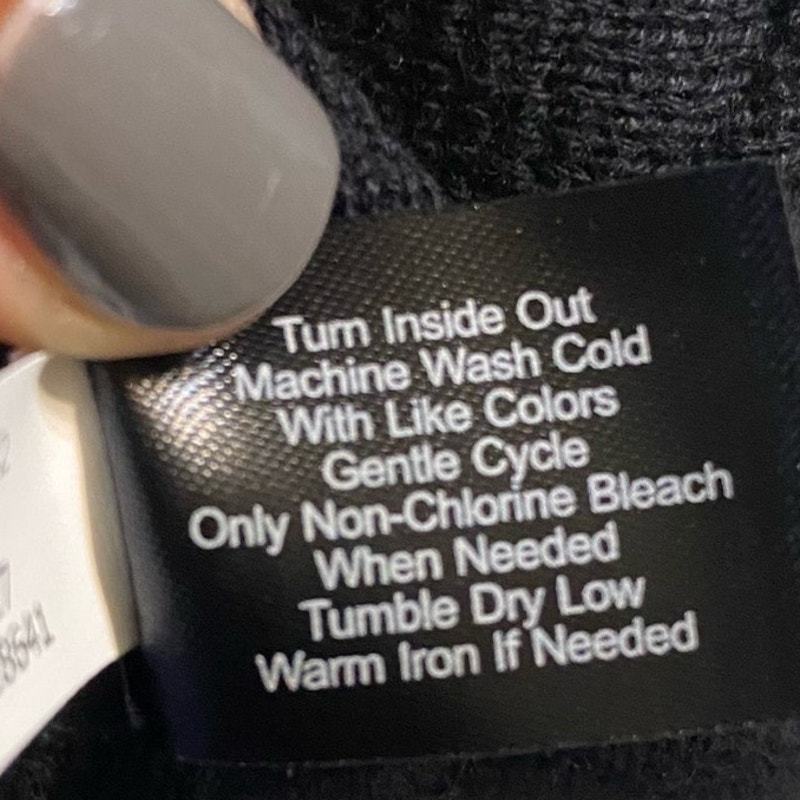 Turn Inside Out
Machine Wash Cold
With Like Colors
Gentle Cycle
Only Non-Chlorine Bleach
When Needed
Tumble Dry Low
Warm Iron If Needed
8641